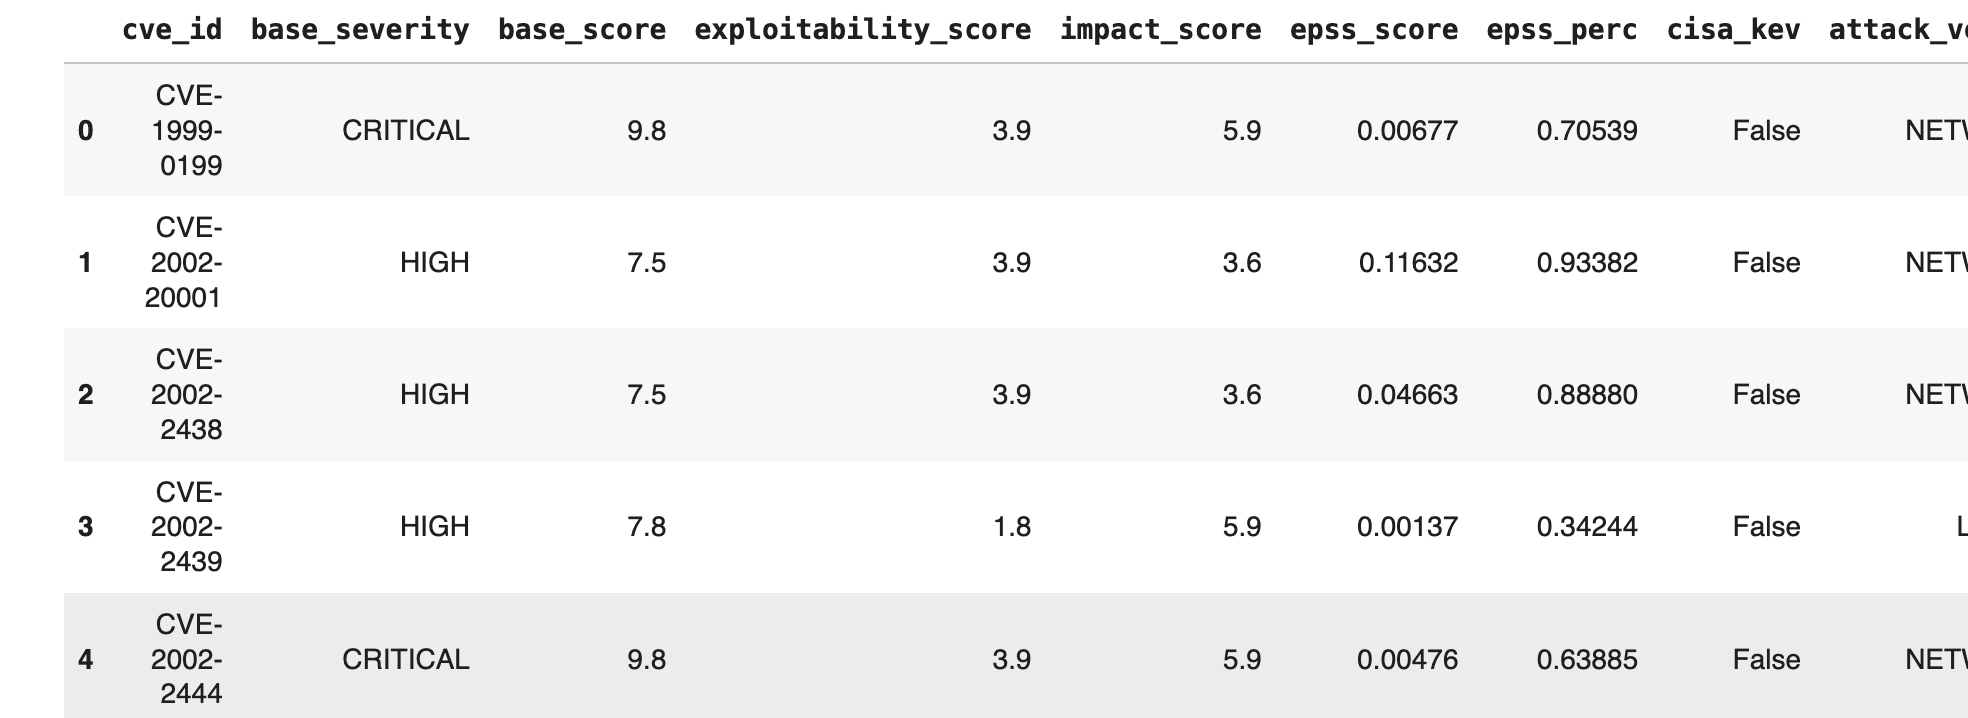 cve_id base_severity base_score exploitability_score impact_score epss_score epss_perc cisa_kev
CVE-
0 1999- CRITICAL 9.8 3.9 5.9 0.00677 0.70539 False
0199
CVE-
1 2002- HIGH 7.5 3.9 3.6 0.11632 0.93382 False
20001
CVE-
2 2002- HIGH 7.5 3.9 3.6 0.04663 0.88880 False
2438
CVE-
3 2002- HIGH 7.8 1.8 5.9 0.00137 0.34244 False
2439
CVE-
4 2002- CRITICAL 9.8 3.9 5.9 0.00476 0.63885 False
2444